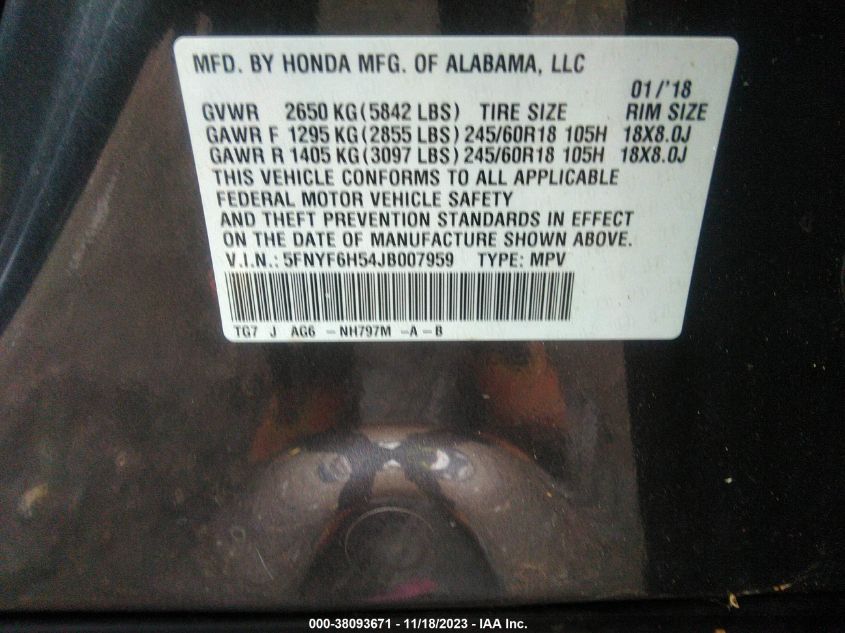 MFD. BY HONDA MFG. OF ALABAMA, LLC
01/'18
GVWR 2650 KG(5842 LBS) TIRE SIZE RIM SIZE
GAWR F 1295 KG(2855 LBS) 245/60R18 105H 18X8.0J
GAWR R 1405 KG(3097 LBS) 245/60R18 105H 18X8.0J
THIS VEHICLE CONFORMS TO ALL APPLICABLE
FEDERAL MOTOR VEHICLE SAFETY
AND THEFT PREVENTION STANDARDS IN EFFECT
ON THE DATE OF MANUFACTURE SHOWN ABOVE.
V.I.N.: 5FNYF6H54JB007959 TYPE: MPV
TG7 J AG6 -NH797M -A-B
000-38093671 - 11/18/2023 - IAA Inc.